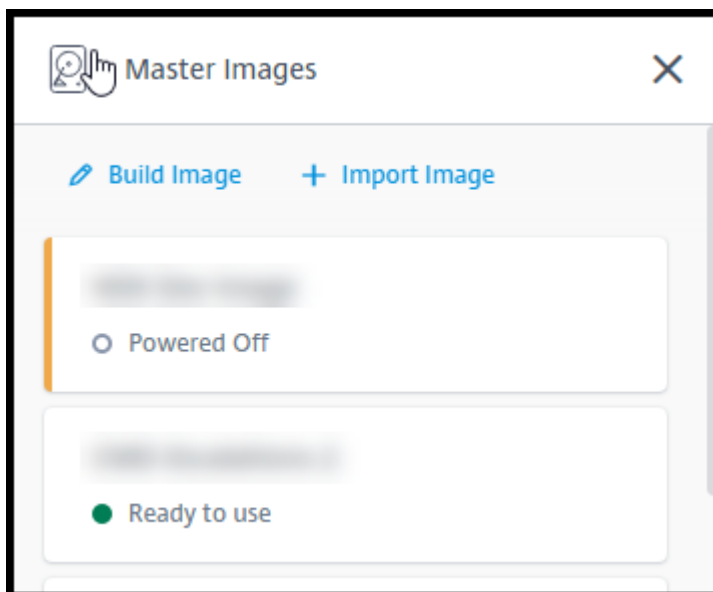 Master Images
Build Image
Import Image
Powered Off
Ready to use